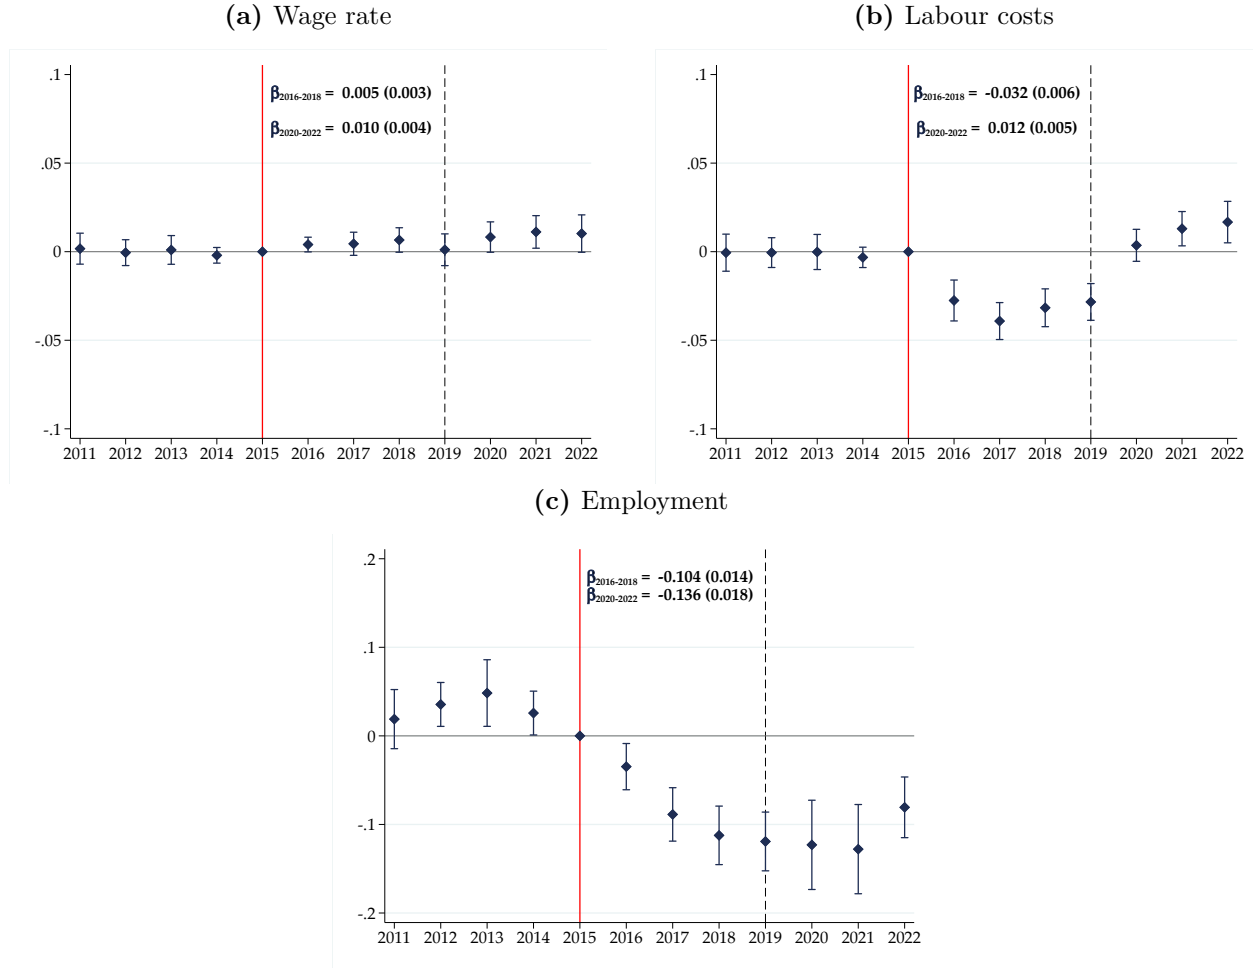 (a) Wage rate
.1
.05
0
-.05
-.1
β2016-2018 = 0.005 (0.003)
β2020-2022 = 0.010 (0.004)
2011 2012 2013 2014 2015 2016 2017 2018 2019 2020 2021 2022
(b) Labour costs
.1
.05
0
-.05
-.1
β2016-2018 = -0.032 (0.006)
β2020-2022 = 0.012 (0.005)
2011 2012 2013 2014 2015 2016 2017 2018 2019 2020 2021 2022
(c) Employment
.2
.1
0
-.1
-.2
β2016-2018 = -0.104 (0.014)
β2020-2022 = -0.136 (0.018)
2011 2012 2013 2014 2015 2016 2017 2018 2019 2020 2021 2022